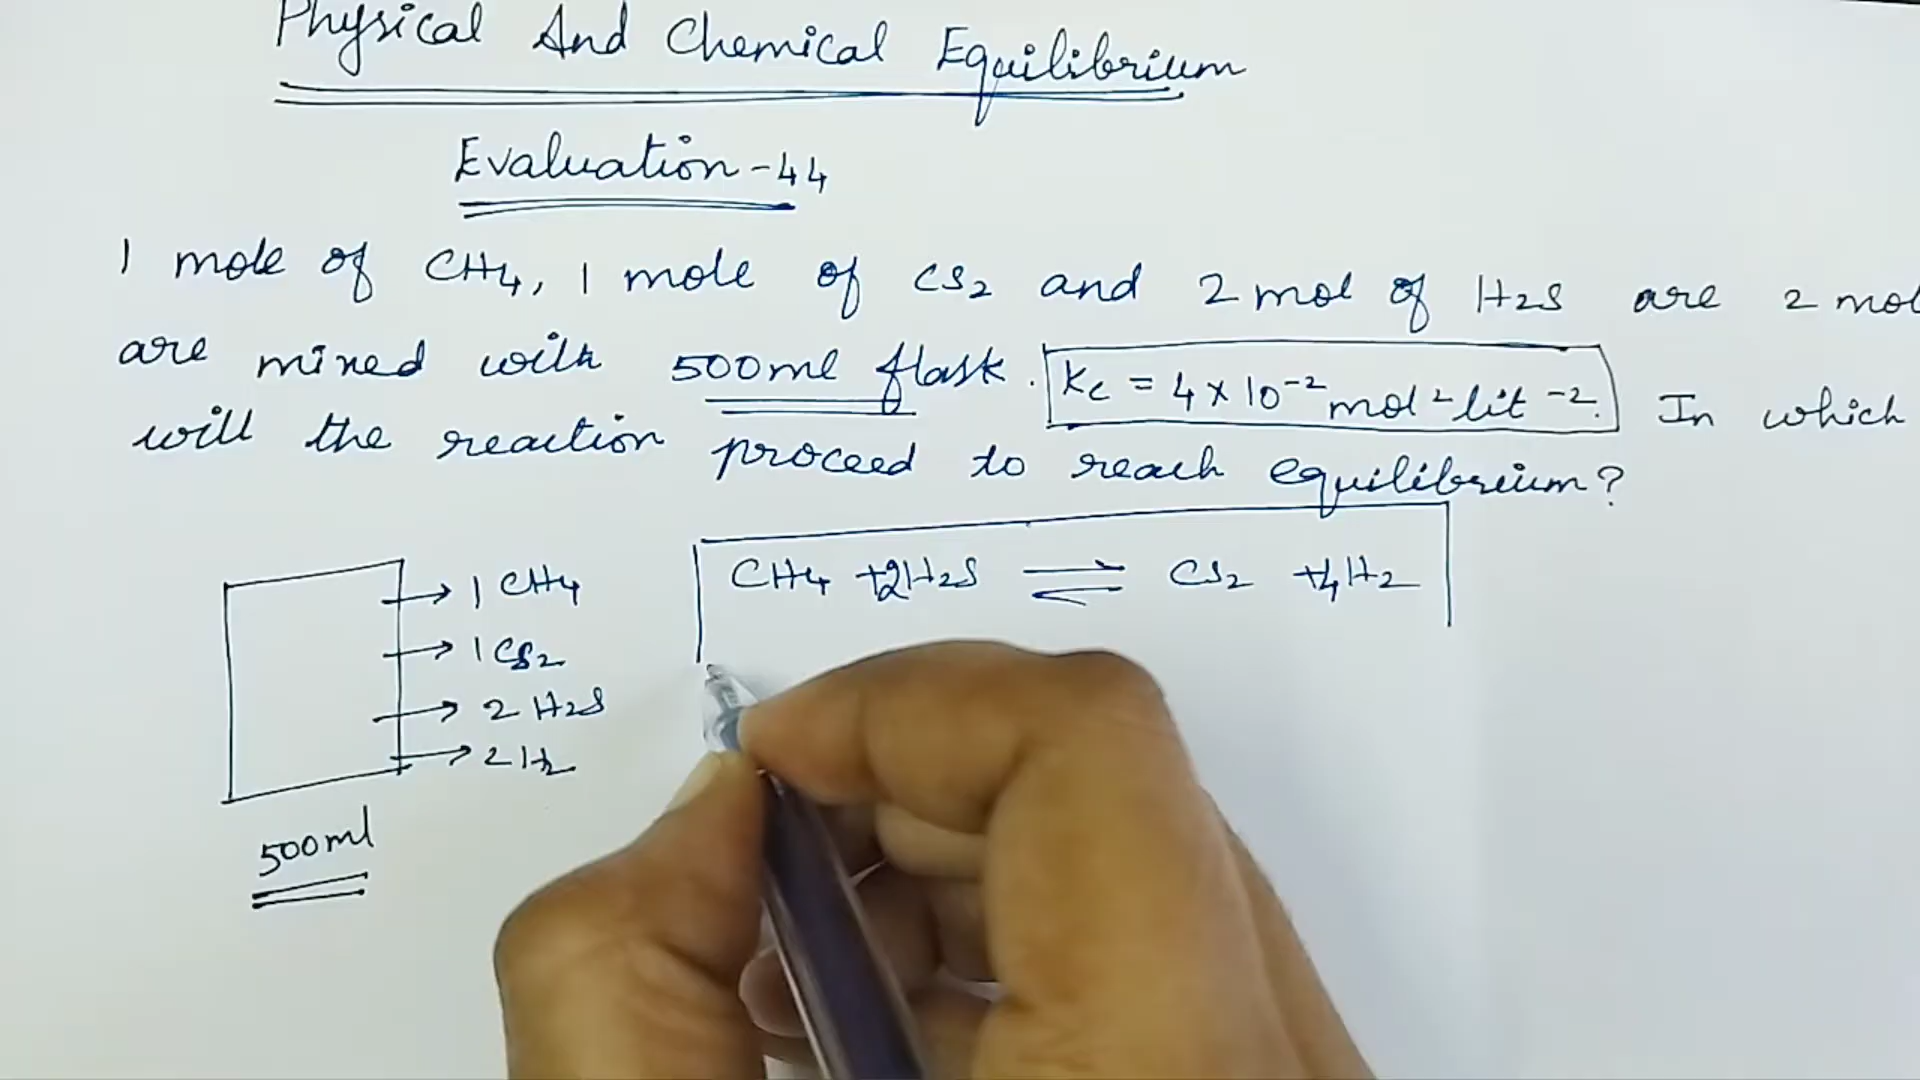 Physical And Chemical Equilibrium
Evaluation-44
1 mole of CH4, 1 mole of CS2 and 2 mol of H2S are 2 mol
are mixed with 500ml flask. Kc = 4 x 10⁻² mol² lit⁻². In which
will the reaction proceed to reach equilibrium?
CH4 + 2H2S ⇌ CS2 + 4H2
→ 1 CH4
→ 1 CS2
→ 2 H2S
→ 2 H2
500ml